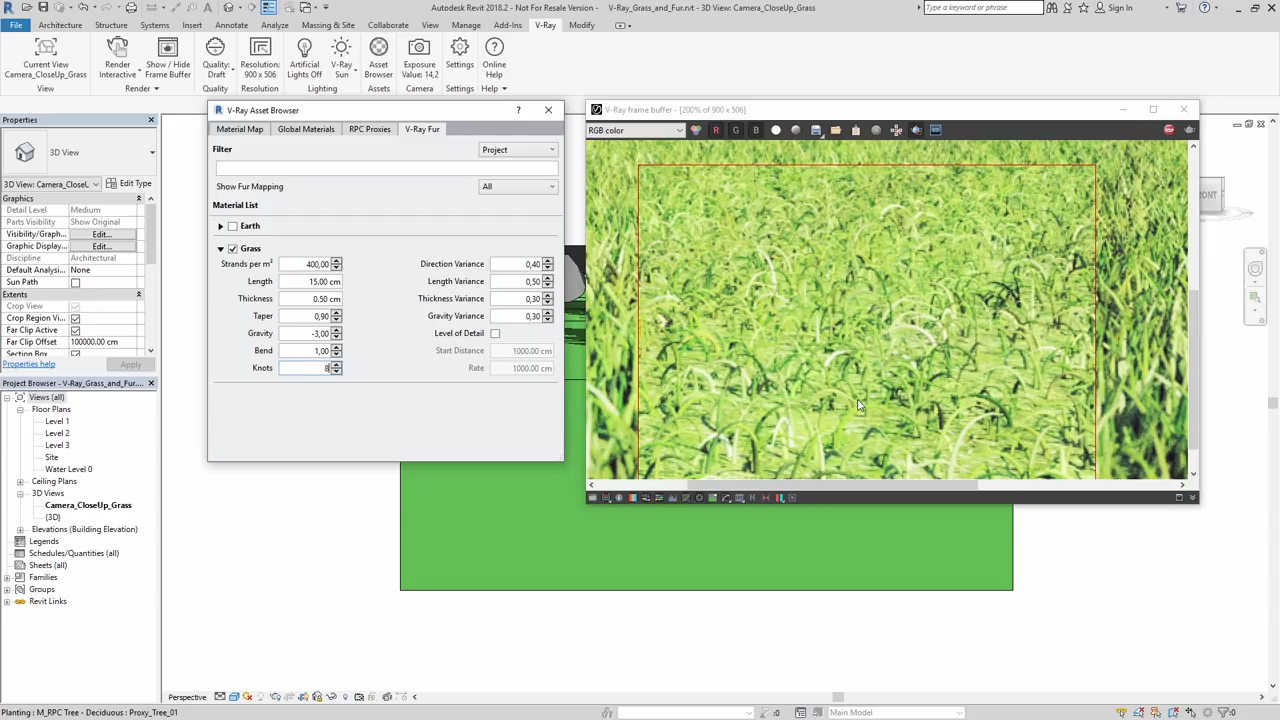 Autodesk Revit 2018.2 - Not For Resale Version - V-Ray_Grass_and_Fur.rvt - 3D View: Camera_CloseUp_Grass
Type a keyword or phrase
Sign In
File Architecture Structure Systems Insert Annotate Analyze Massing & Site Collaborate View Manage Add-Ins V-Ray Modify
Current View
Camera_CloseUp_Grass
View
Render
Interactive
Show / Hide
Frame Buffer
Render
Quality:
Draft
Quality
Resolution:
900 x 506
Resolution
Artificial
Lights Off
V-Ray
Sun
Lighting
Asset
Browser
Assets
Exposure
Value: 14,2
Camera
Settings
Settings
Online
Help
Help
Properties
3D View
3D View: Camera_CloseU
Edit Type
Graphics
Detail Level Medium
Parts Visibility Show Original
Visibility/Graph... Edit...
Graphic Display... Edit...
Discipline Architectural
Default Analysi... None
Sun Path
Extents
Crop View
Crop Region Vi...
Far Clip Active
Far Clip Offset 100000.00 cm
Section Box
Properties help
Apply
Project Browser - V-Ray_Grass_and_Fur....
Views (all)
Floor Plans
Level 1
Level 2
Level 3
Site
Water Level 0
Ceiling Plans
3D Views
Camera_CloseUp_Grass
{3D}
Elevations (Building Elevation)
Legends
Schedules/Quantities (all)
Sheets (all)
Families
Groups
Revit Links
V-Ray Asset Browser
?
Material Map Global Materials RPC Proxies V-Ray Fur
Filter
Project
Show Fur Mapping
All
Material List
Earth
Grass
Strands per m² 400,00
Direction Variance 0,40
Length 15.00 cm
Length Variance 0,50
Thickness 0.50 cm
Thickness Variance 0,30
Taper 0,90
Gravity Variance 0,30
Gravity -3,00
Level of Detail
Bend 1,00
Start Distance 1000.00 cm
Knots 8
Rate 1000.00 cm
V-Ray frame buffer - [200% of 900 x 506]
RGB color
R G B
H
FRONT
Perspective
Planting : M_RPC Tree - Deciduous : Proxy_Tree_01
:0
Main Model
:0